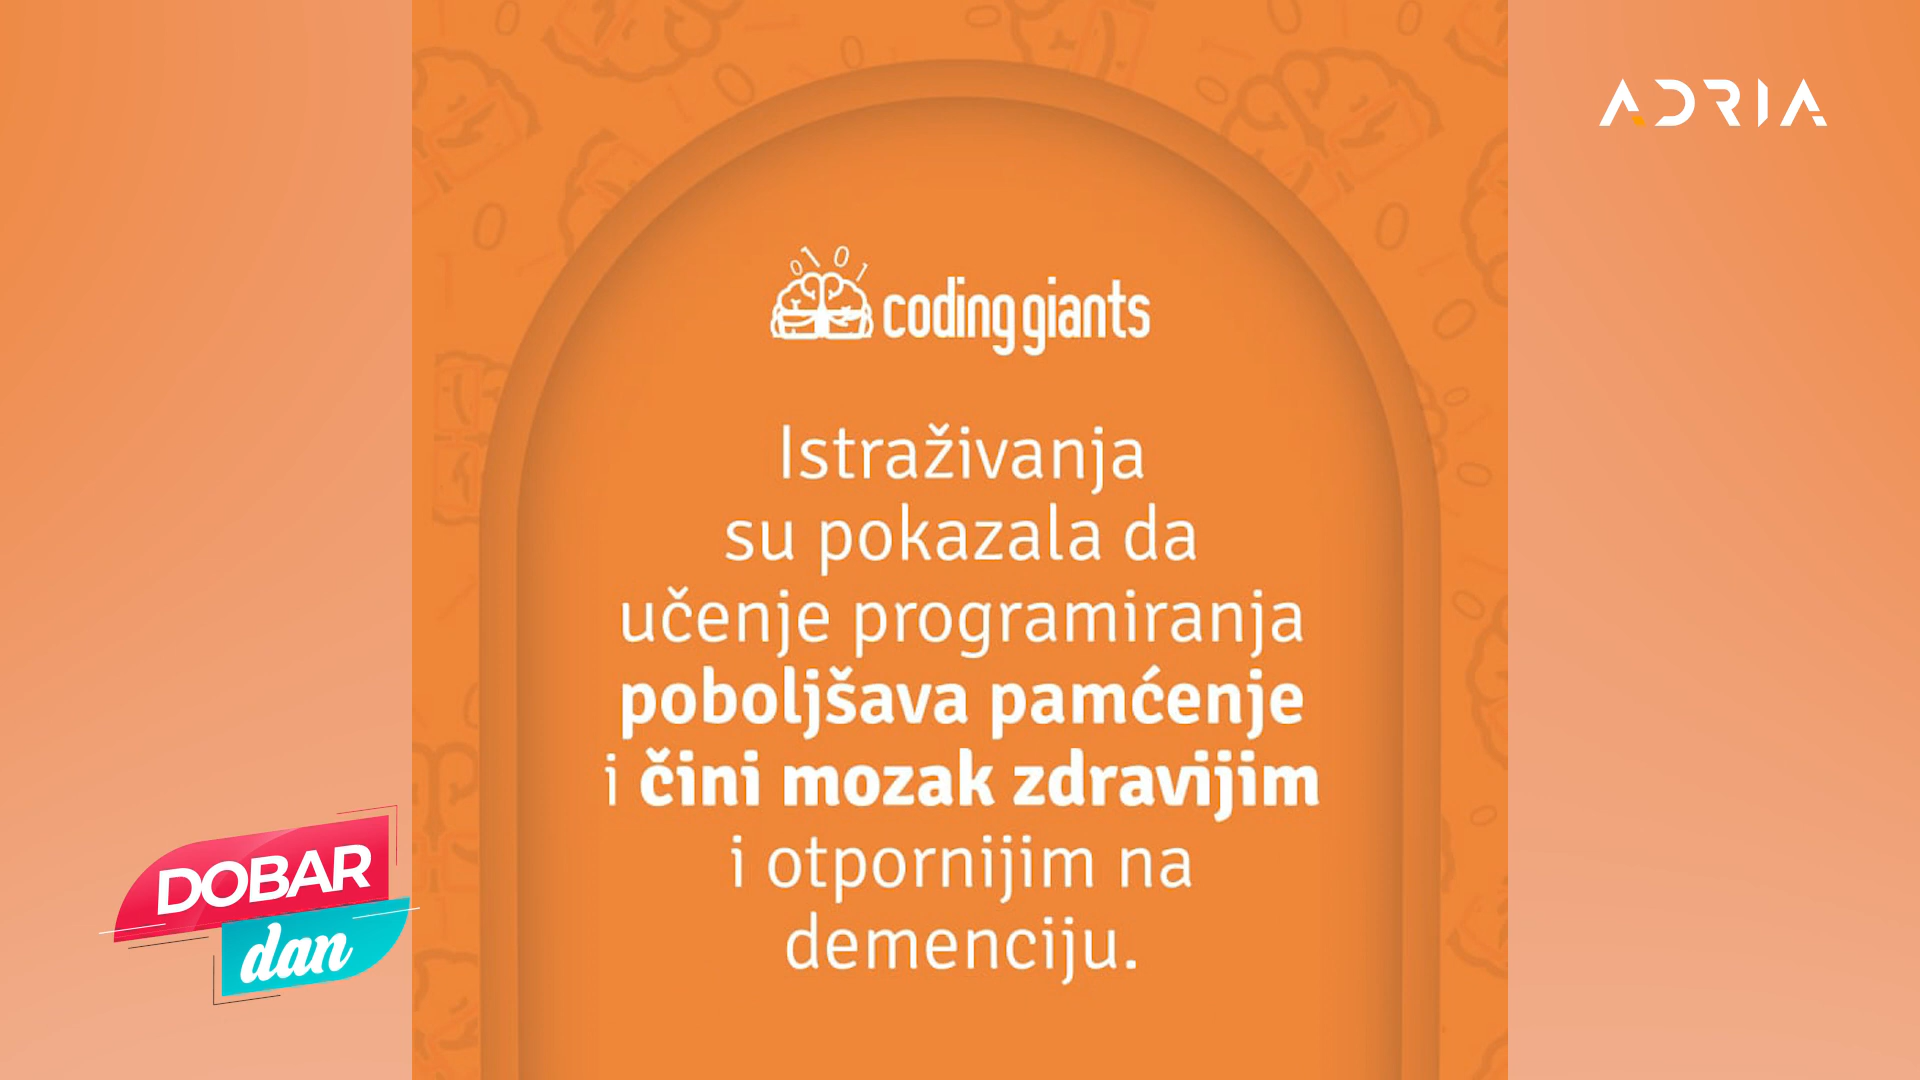 ADRIA
coding giants
Istraživanja
su pokazala da
učenje programiranja
poboljšava pamćenje
i čini mozak zdravijim
i otpornijim na
demenciju.
DOBAR
dan